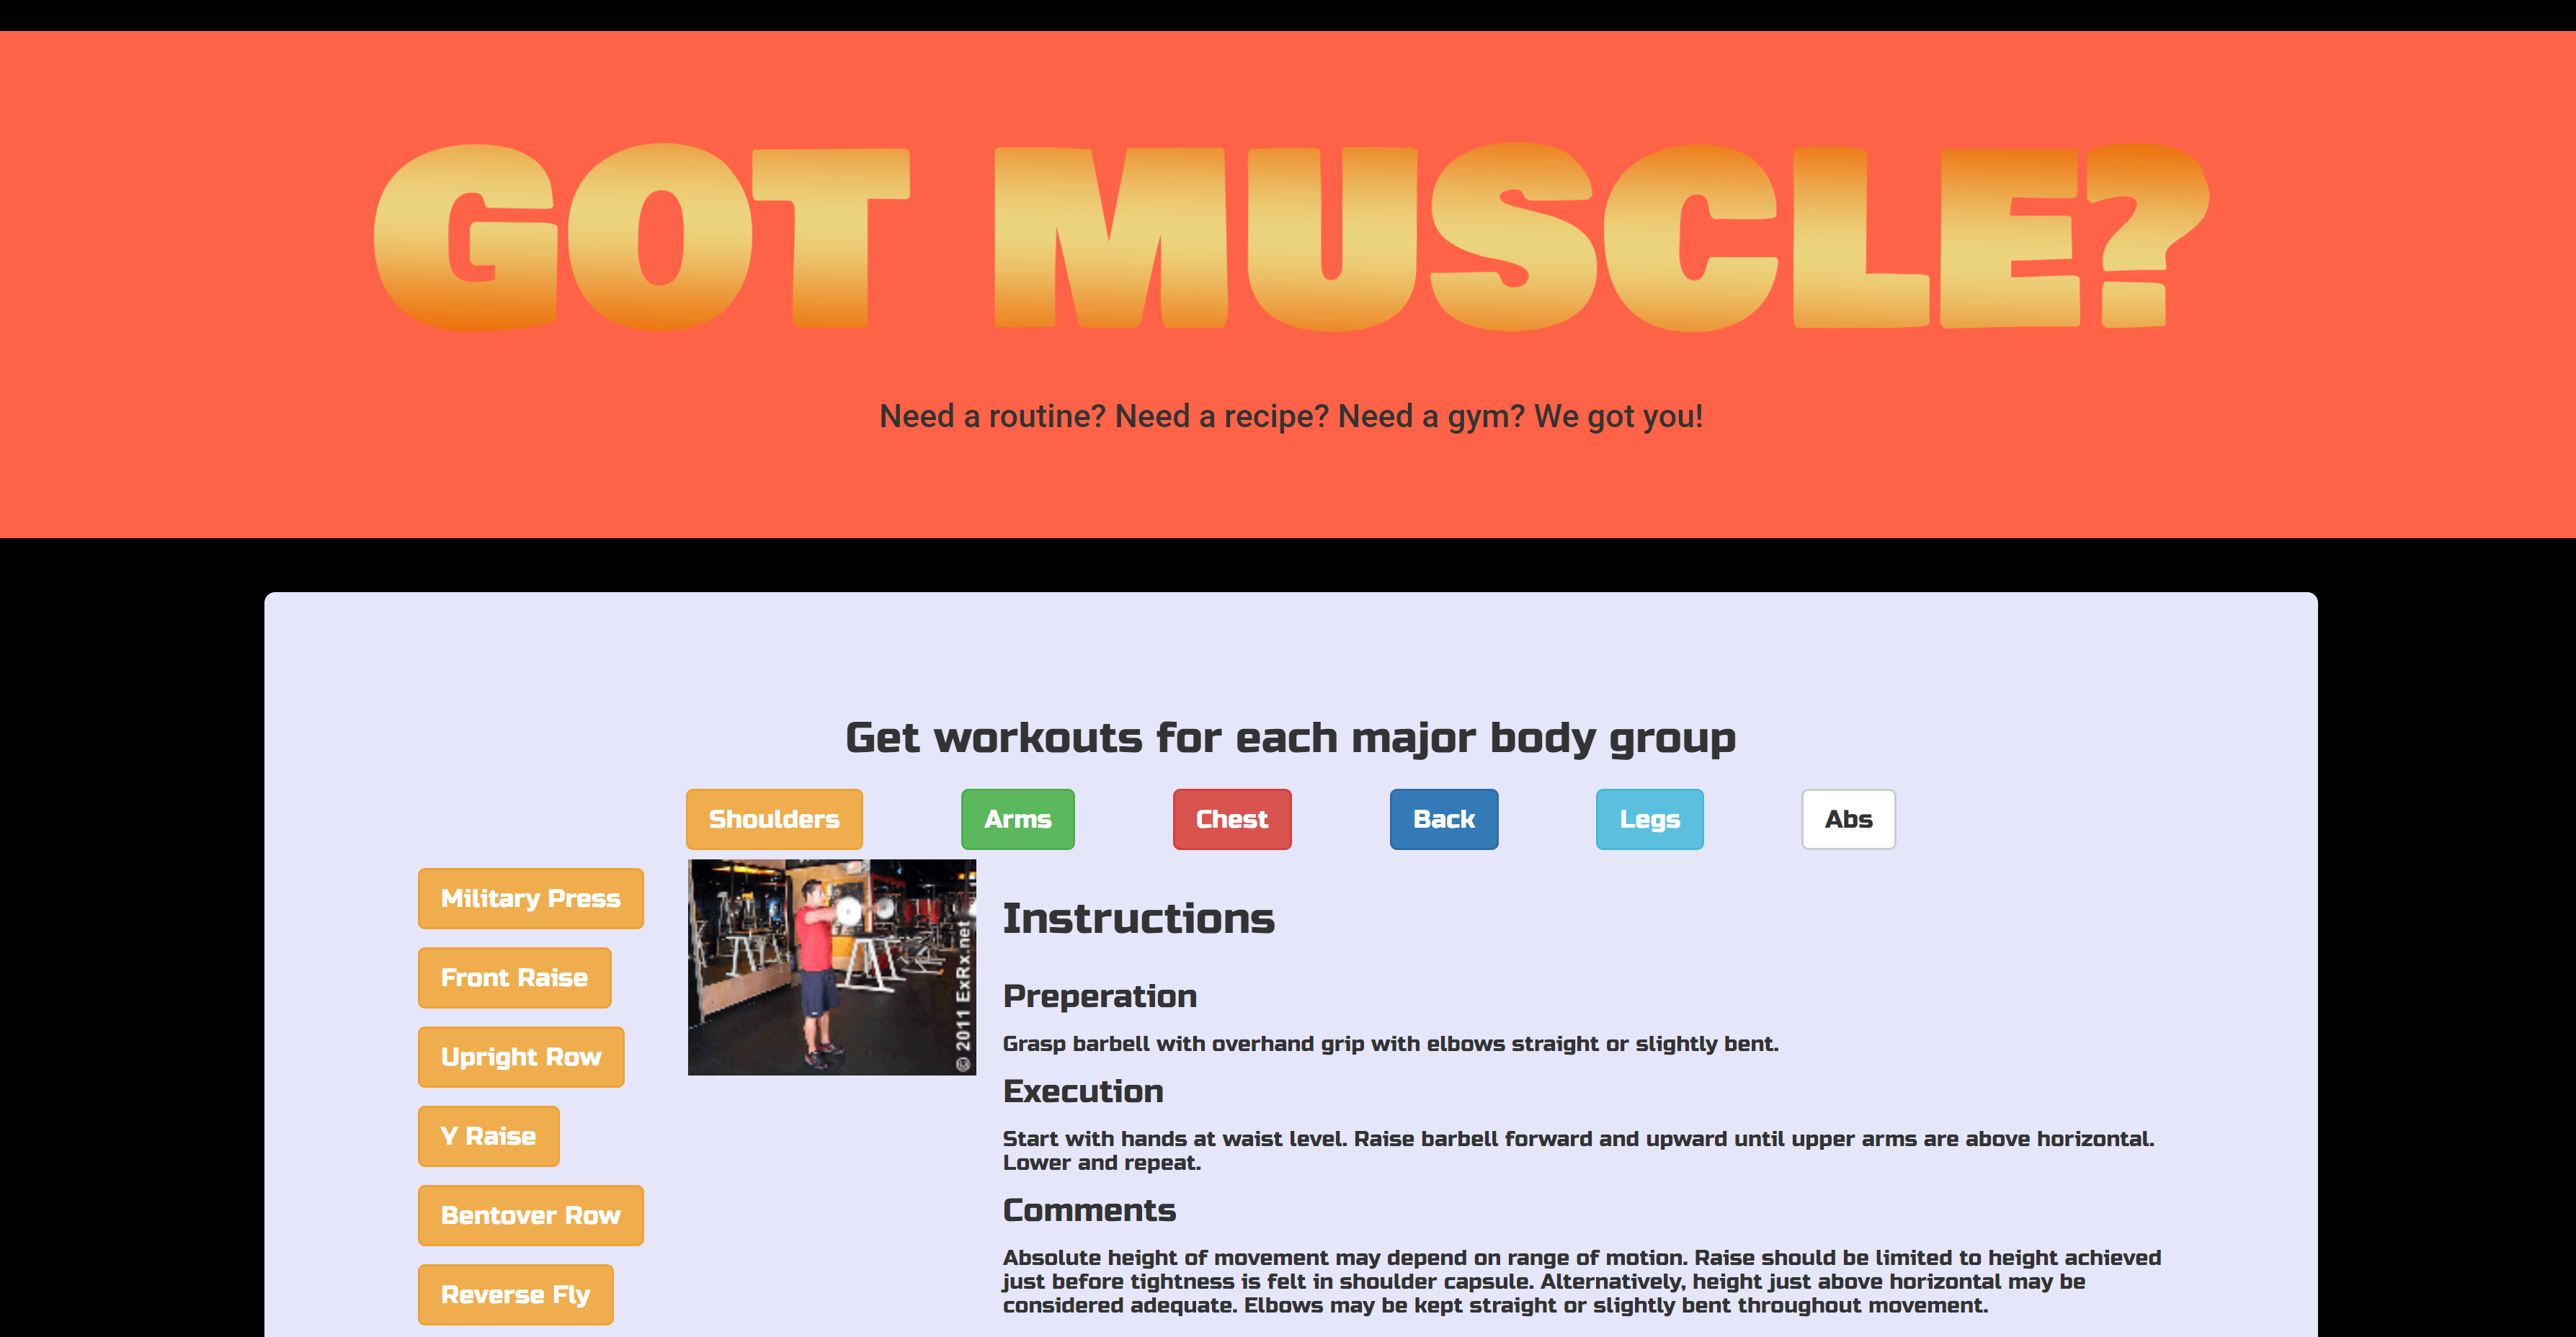 GOT MUSCLE?
Need a routine? Need a recipe? Need a gym? We got you!
Get workouts for each major body group
Shoulders
Arms
Chest
Back
Legs
Abs
Military Press
Front Raise
Upright Row
Y Raise
Bentover Row
Reverse Fly
© 2011 ExRx.net
Instructions
Preperation
Grasp barbell with overhand grip with elbows straight or slightly bent.
Execution
Start with hands at waist level. Raise barbell forward and upward until upper arms are above horizontal.
Lower and repeat.
Comments
Absolute height of movement may depend on range of motion. Raise should be limited to height achieved
just before tightness is felt in shoulder capsule. Alternatively, height just above horizontal may be
considered adequate. Elbows may be kept straight or slightly bent throughout movement.